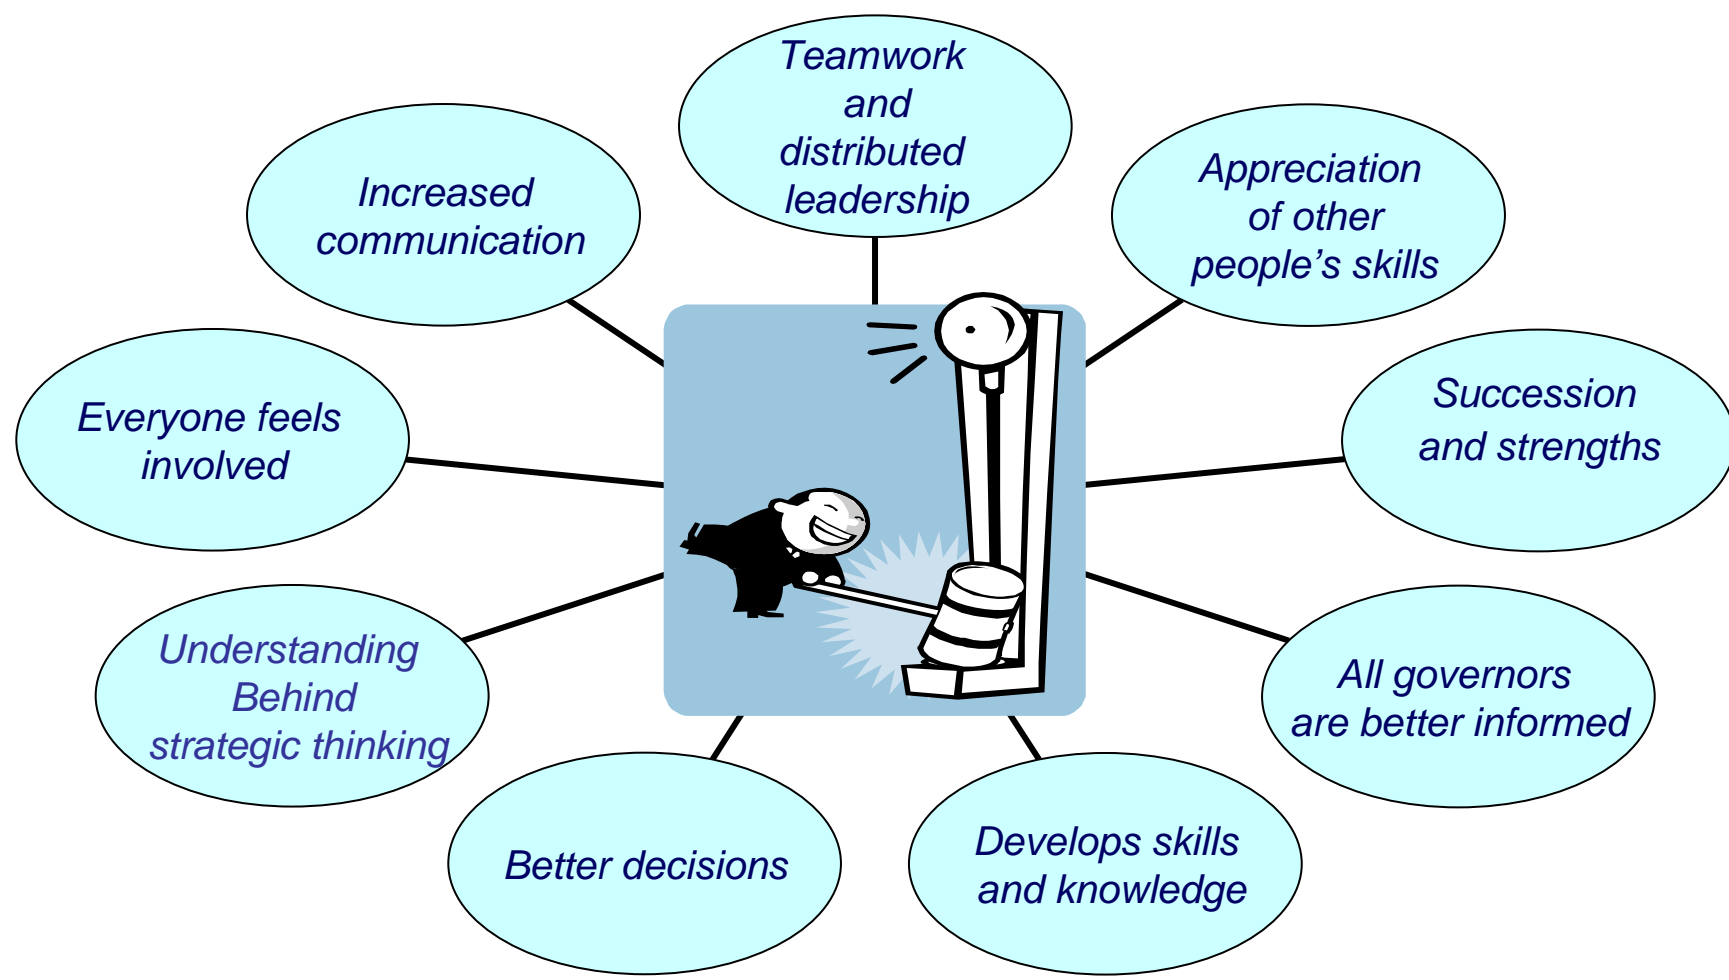 Teamwork
and
distributed
leadership
Increased
communication
Appreciation
of other
people’s skills
Everyone feels
involved
Succession
and strengths
Understanding
Behind
strategic thinking
All governors
are better informed
Better decisions
Develops skills
and knowledge